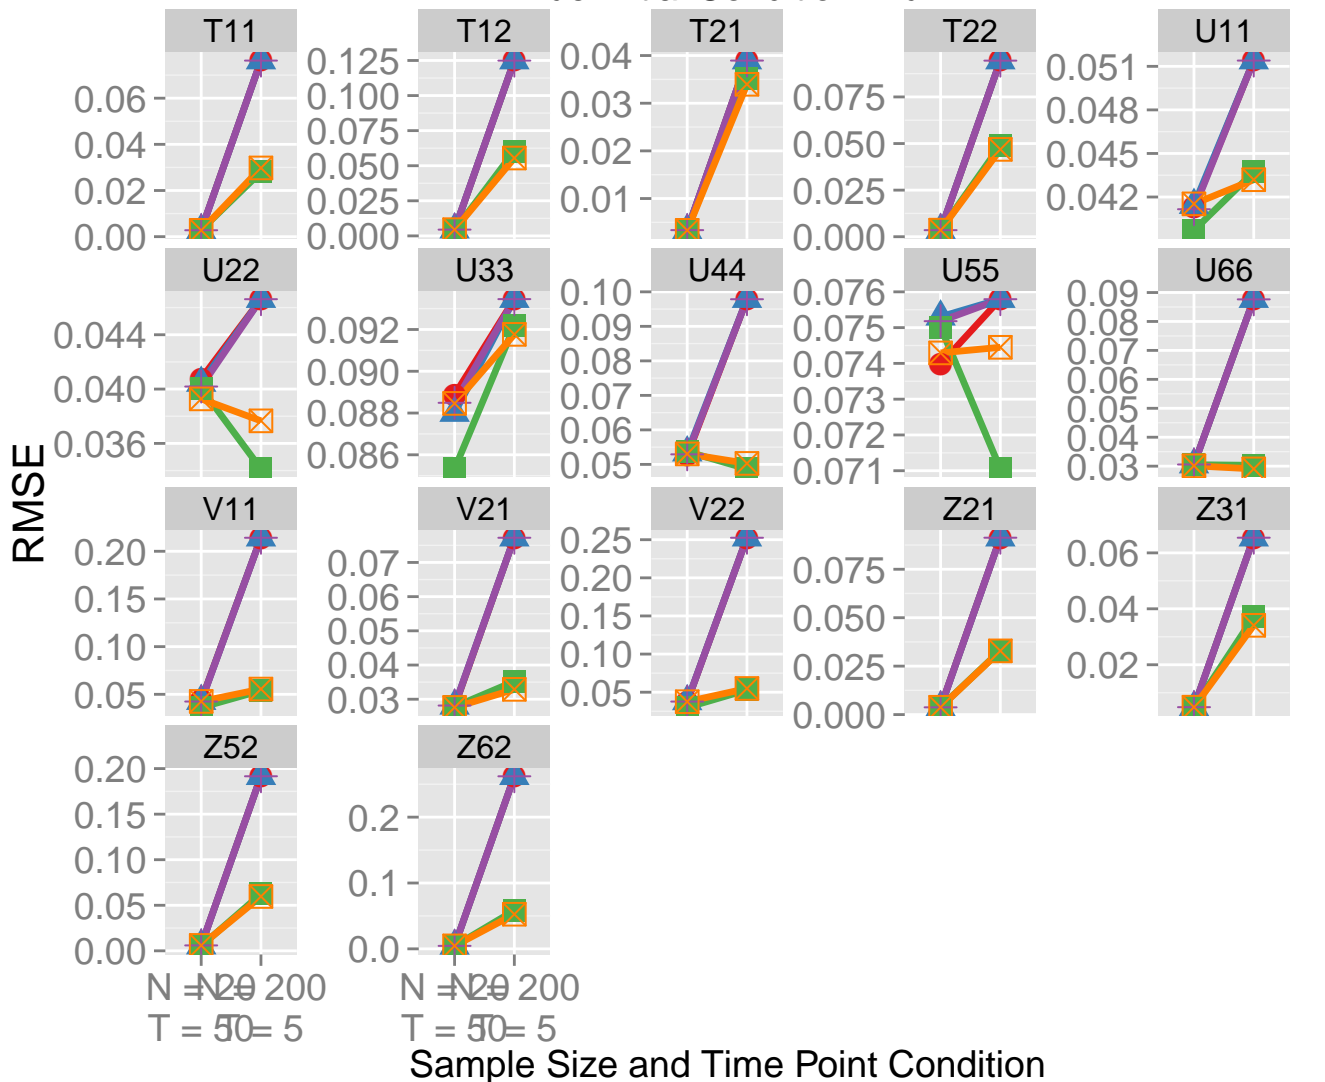 T11 T12 T21 T22 U11
0.06 0.04 0.02 0.00
0.125 0.100 0.075 0.050 0.025 0.000
0.04 0.03 0.02 0.01
0.075 0.050 0.025 0.000
0.051 0.048 0.045 0.042
U22 U33 U44 U55 U66
0.044 0.040 0.036
0.092 0.090 0.088 0.086
0.10 0.09 0.08 0.07 0.06 0.05
0.076 0.075 0.074 0.073 0.072 0.071
0.09 0.08 0.07 0.06 0.05 0.04 0.03
RMSE
V11 V21 V22 Z21 Z31
0.20 0.15 0.10 0.05
0.07 0.06 0.05 0.04 0.03
0.25 0.20 0.15 0.10 0.05
0.075 0.050 0.025 0.000
0.06 0.04 0.02
Z52 Z62
0.20 0.15 0.10 0.05 0.00
0.2 0.1 0.0
N = 20 N = 200 N = 20 N = 200
T = 50 T = 5 T = 50 T = 5
Sample Size and Time Point Condition